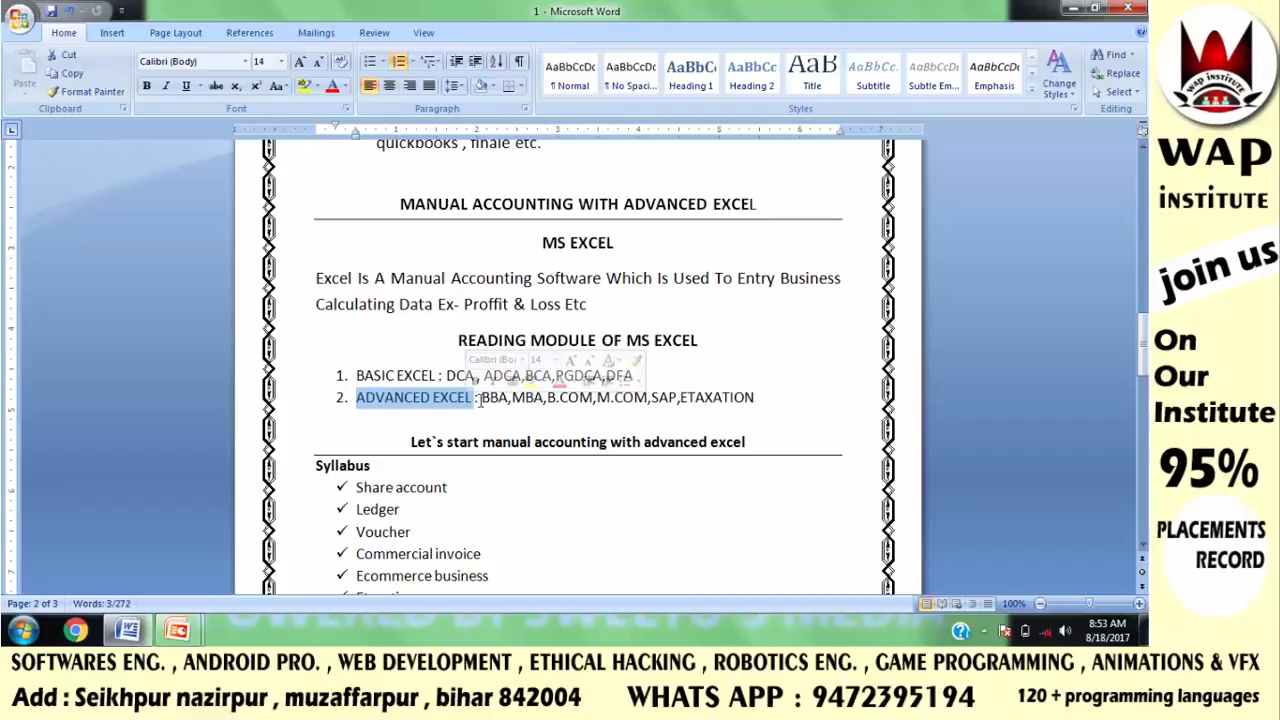 1 - Microsoft Word
Home Insert Page Layout References Mailings Review View
Cut
Copy
Format Painter
Paste
Clipboard
Calibri (Body) 14
Font
Paragraph
AaBbCcDc AaBbCcDc AaBbC AaBbCc AaB AaBbCcL AaBbCcDi AaBbCcDc
¶ Normal ¶ No Spaci... Heading 1 Heading 2 Title Subtitle Subtle Em... Emphasis
Change Styles
Styles
Find
Replace
Select
Editing
quickbooks , finale etc.
MANUAL ACCOUNTING WITH ADVANCED EXCEL
MS EXCEL
Excel Is A Manual Accounting Software Which Is Used To Entry Business
Calculating Data Ex- Proffit & Loss Etc
READING MODULE OF MS EXCEL
1. BASIC EXCEL : DCA, ADCA,BCA,PGDCA,DFA
2. ADVANCED EXCEL : BBA,MBA,B.COM,M.COM,SAP,ETAXATION
Let`s start manual accounting with advanced excel
Syllabus
✓ Share account
✓ Ledger
✓ Voucher
✓ Commercial invoice
✓ Ecommerce business
Page: 2 of 3 Words: 3/272
100%
8:53 AM
8/18/2017
wap institute
WAP
iNSTiTUTE
join us
On
Our
Institute
95%
PLACEMENTS
RECORD
SOFTWARES ENG. , ANDROID PRO. , WEB DEVELOPMENT , ETHICAL HACKING , ROBOTICS ENG. , GAME PROGRAMMING , ANIMATIONS & VFX
Add : Seikhpur nazirpur , muzaffarpur , bihar 842004 WHATS APP : 9472395194 120 + programming languages